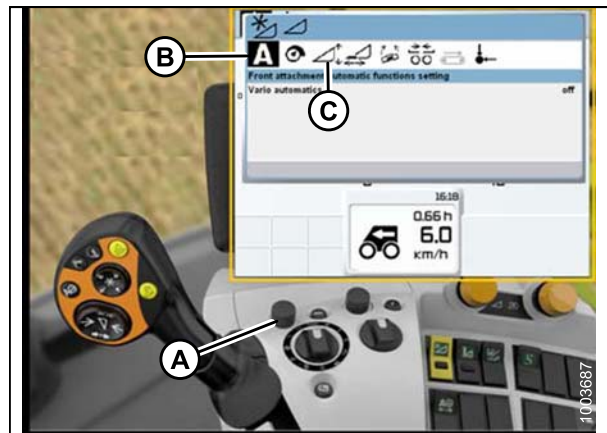 B
A
C
Front attachment automatic functions setting
Vario automatics off
16:18
0.66 h
6.0
km/h
A
1003687